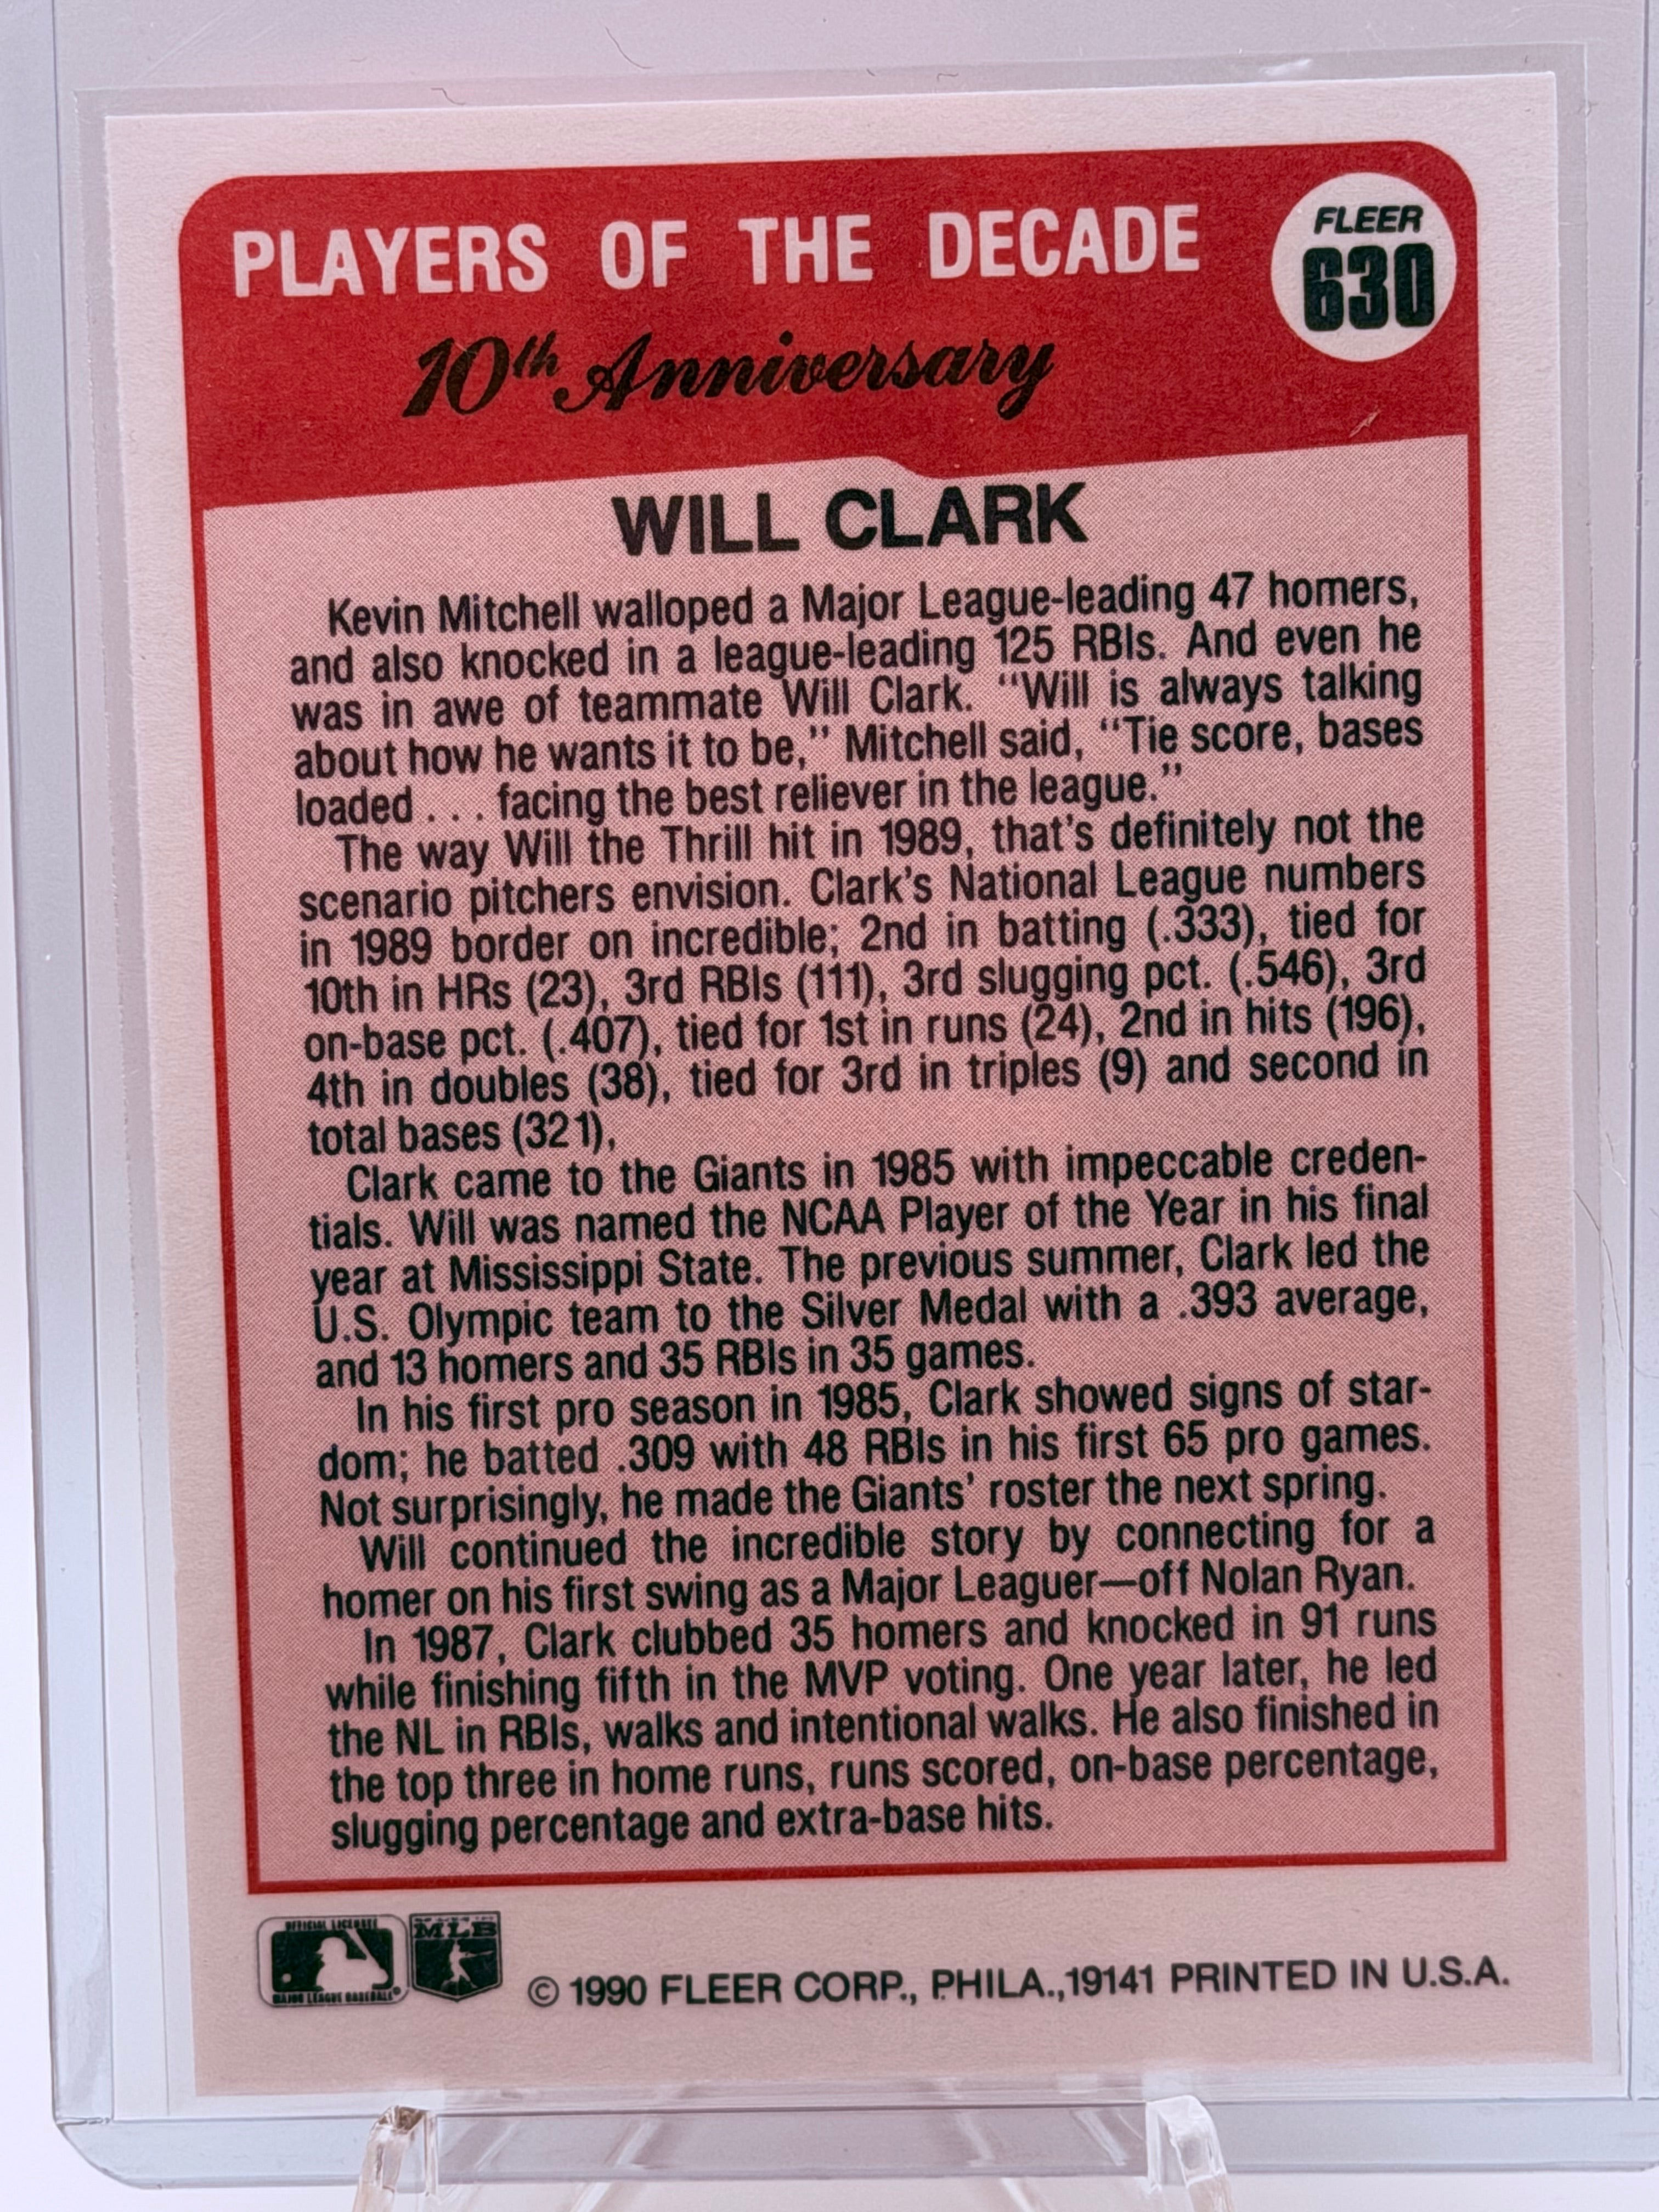 PLAYERS OF THE DECADE
FLEER
630
10th Anniversary
WILL CLARK
Kevin Mitchell walloped a Major League-leading 47 homers,
and also knocked in a league-leading 125 RBIs. And even he
was in awe of teammate Will Clark. "Will is always talking
about how he wants it to be," Mitchell said, "Tie score, bases
loaded . . . facing the best reliever in the league."
The way Will the Thrill hit in 1989, that's definitely not the
scenario pitchers envision. Clark's National League numbers
in 1989 border on incredible; 2nd in batting (.333), tied for
10th in HRs (23), 3rd RBIs (111), 3rd slugging pct. (.546), 3rd
on-base pct. (.407), tied for 1st in runs (24), 2nd in hits (196),
4th in doubles (38), tied for 3rd in triples (9) and second in
total bases (321),
Clark came to the Giants in 1985 with impeccable creden-
tials. Will was named the NCAA Player of the Year in his final
year at Mississippi State. The previous summer, Clark led the
U.S. Olympic team to the Silver Medal with a .393 average,
and 13 homers and 35 RBIs in 35 games.
In his first pro season in 1985, Clark showed signs of star-
dom; he batted .309 with 48 RBIs in his first 65 pro games.
Not surprisingly, he made the Giants' roster the next spring.
Will continued the incredible story by connecting for a
homer on his first swing as a Major Leaguer—off Nolan Ryan.
In 1987, Clark clubbed 35 homers and knocked in 91 runs
while finishing fifth in the MVP voting. One year later, he led
the NL in RBIs, walks and intentional walks. He also finished in
the top three in home runs, runs scored, on-base percentage,
slugging percentage and extra-base hits.
OFFICIAL LICENSEE
MAJOR LEAGUE BASEBALL
MLB
© 1990 FLEER CORP., PHILA.,19141 PRINTED IN U.S.A.